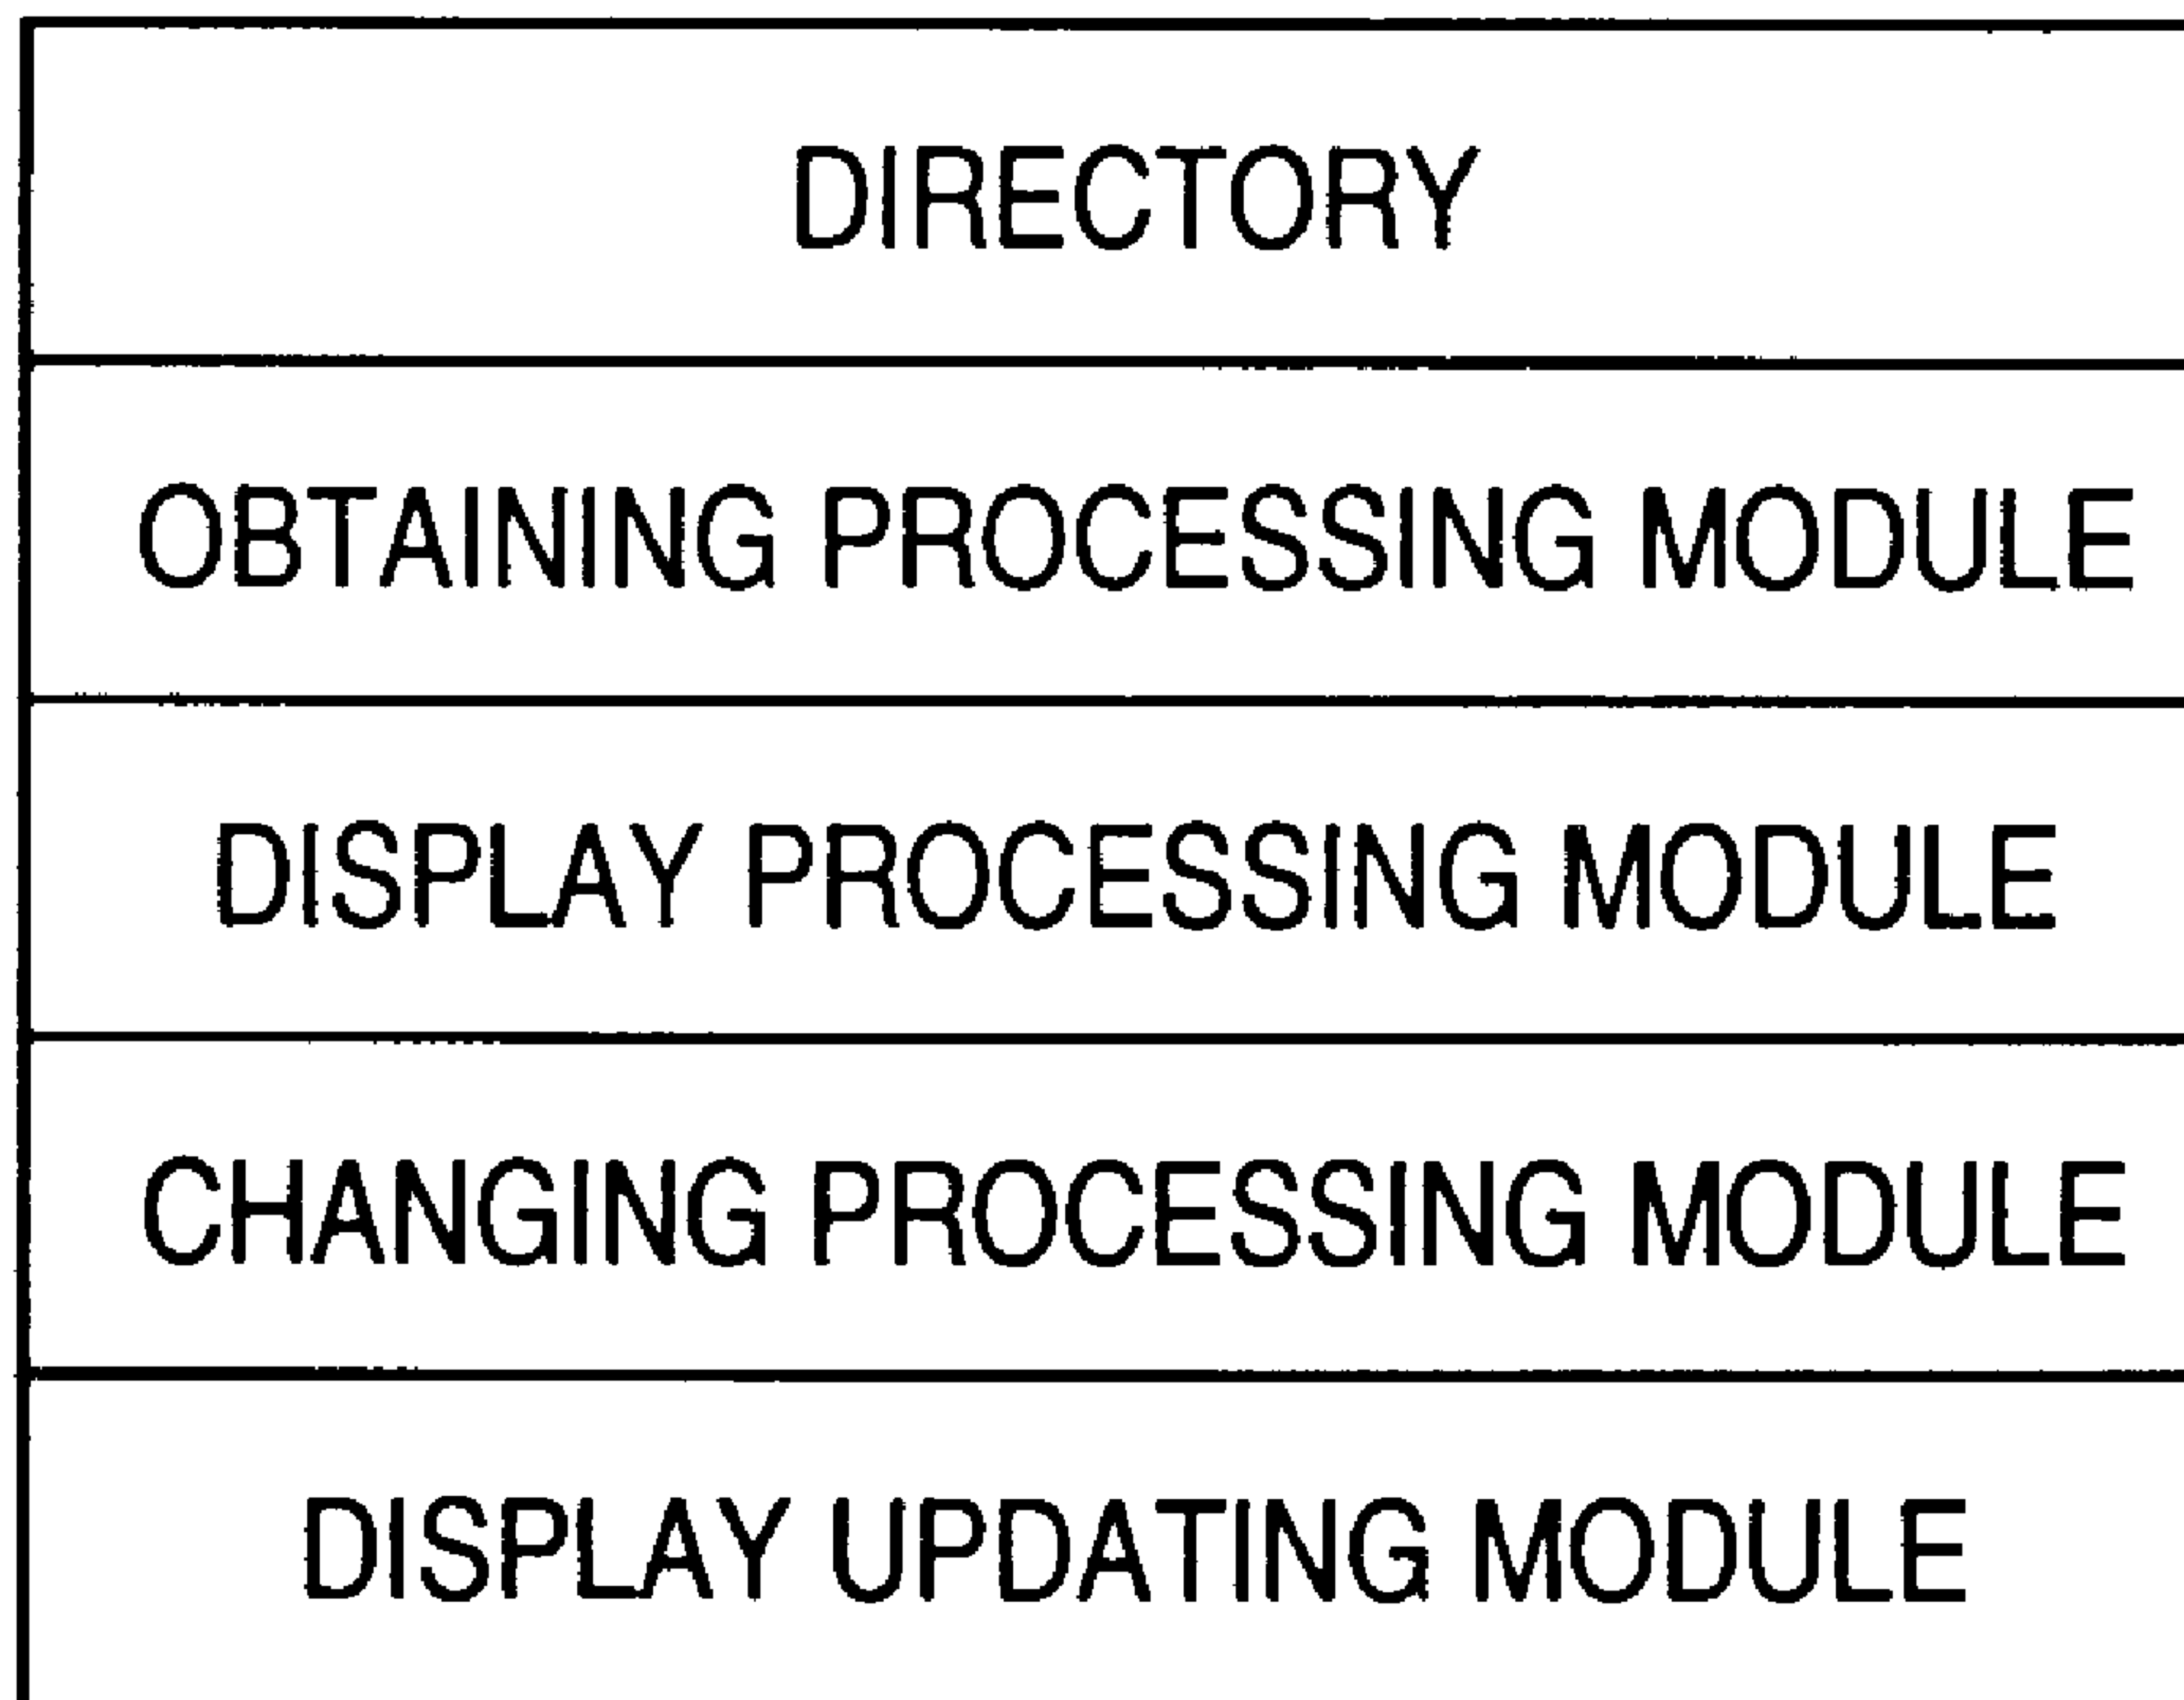 DIRECTORY
OBTAINING PROCESSING MODULE
DISPLAY PROCESSING MODULE
CHANGING PROCESSING MODULE
DISPLAY UPDATING MODULE